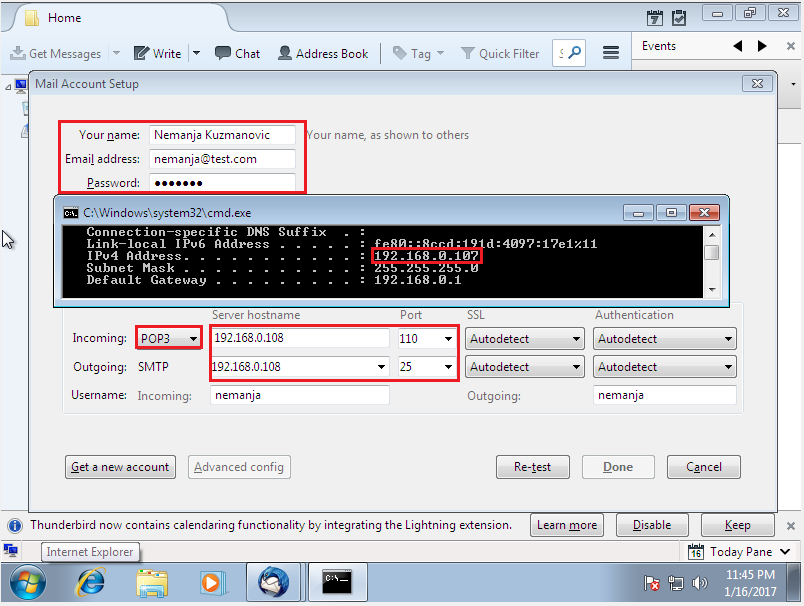 Home
Get Messages Write Chat Address Book Tag Quick Filter
Events
Mail Account Setup
Your name: Nemanja Kuzmanovic Your name, as shown to others
Email address: nemanja@test.com
Password: •••••••
C:\Windows\system32\cmd.exe
Connection-specific DNS Suffix . :
Link-local IPv6 Address . . . . . : fe80::8ccd:191d:4097:17e1%11
IPv4 Address. . . . . . . . . . . : 192.168.0.107
Subnet Mask . . . . . . . . . . . : 255.255.255.0
Default Gateway . . . . . . . . . : 192.168.0.1
Server hostname Port SSL Authentication
Incoming: POP3 192.168.0.108 110 Autodetect Autodetect
Outgoing: SMTP 192.168.0.108 25 Autodetect Autodetect
Username: Incoming: nemanja Outgoing: nemanja
Get a new account Advanced config Re-test Done Cancel
Thunderbird now contains calendaring functionality by integrating the Lightning extension. Learn more Disable Keep
Internet Explorer 16 Today Pane
11:45 PM
1/16/2017